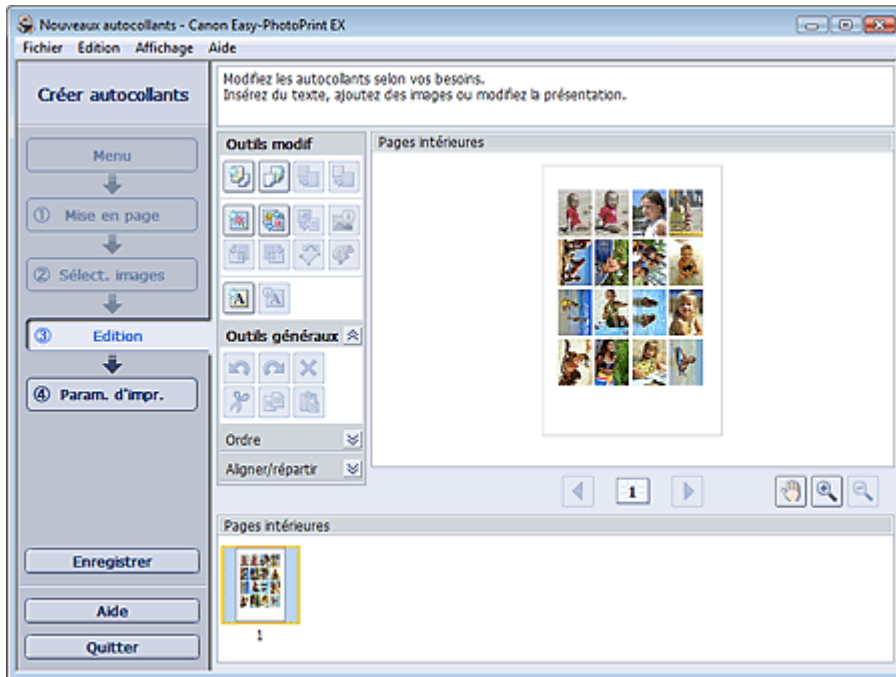 Nouveaux autocollants - Canon Easy-PhotoPrint EX
Fichier Edition Affichage Aide
Créer autocollants
Modifiez les autocollants selon vos besoins.
Insérez du texte, ajoutez des images ou modifiez la présentation.
Menu
① Mise en page
② Sélect. images
③ Edition
④ Param. d'impr.
Enregistrer
Aide
Quitter
Outils modif
A A
Outils généraux
Ordre
Aligner/répartir
Pages intérieures
1
Pages intérieures
1